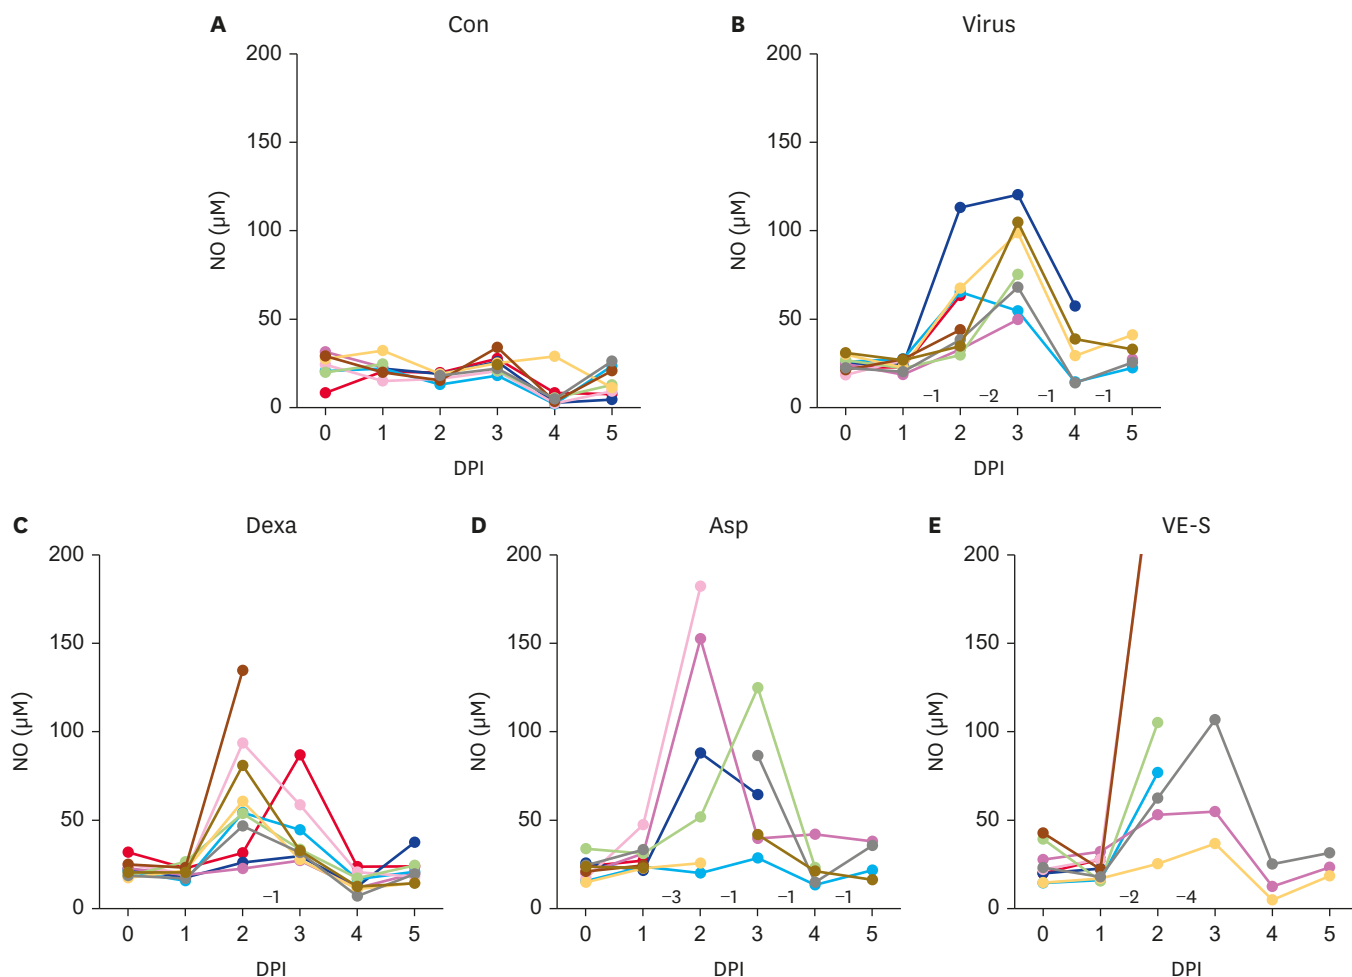 A Con
200
150
100
50
0
NO (µM)
0 1 2 3 4 5
DPI
B Virus
200
150
100
50
0
NO (µM)
−1 −2 −1 −1
0 1 2 3 4 5
DPI
C Dexa
200
150
100
50
0
NO (µM)
−1
0 1 2 3 4 5
DPI
D Asp
200
150
100
50
0
NO (µM)
−3 −1 −1 −1
0 1 2 3 4 5
DPI
E VE-S
200
150
100
50
0
NO (µM)
−2 −4
0 1 2 3 4 5
DPI